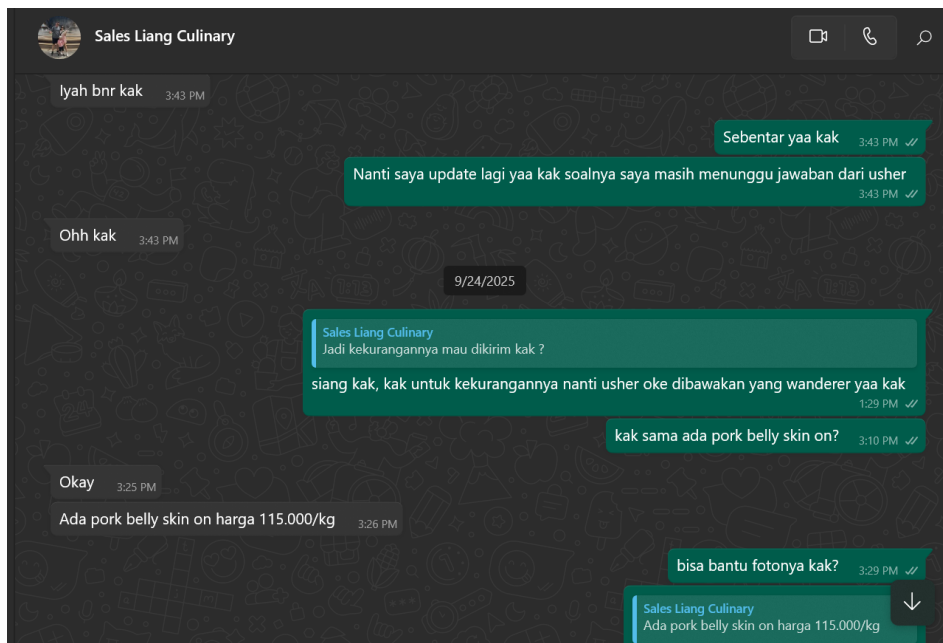 Sales Liang Culinary
Iyah bnr kak 3:43 PM
Sebentar yaa kak 3:43 PM
Nanti saya update lagi yaa kak soalnya saya masih menunggu jawaban dari usher
3:43 PM
Ohh kak 3:43 PM
9/24/2025
Sales Liang Culinary
Jadi kekurangannya mau dikirim kak ?
siang kak, kak untuk kekurangannya nanti usher oke dibawakan yang wanderer yaa kak
1:29 PM
kak sama ada pork belly skin on? 3:10 PM
Okay 3:25 PM
Ada pork belly skin on harga 115.000/kg 3:26 PM
bisa bantu fotonya kak? 3:29 PM
Sales Liang Culinary
Ada pork belly skin on harga 115.000/kg